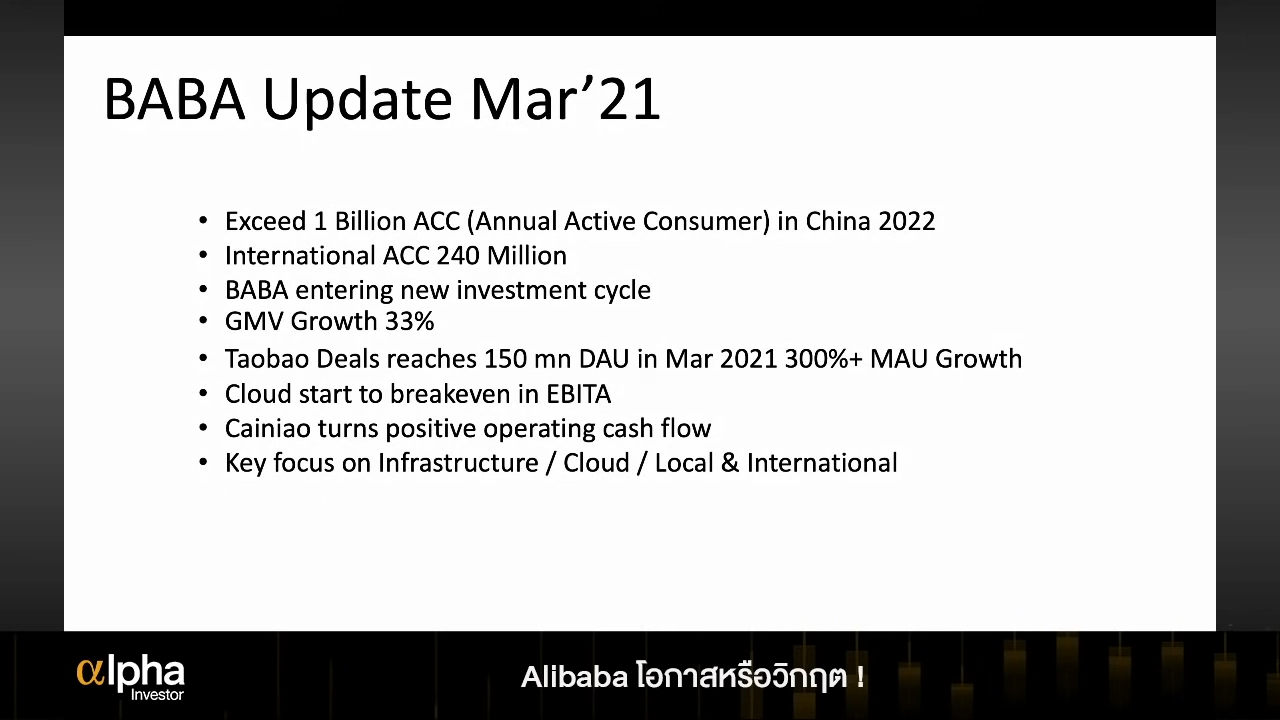 BABA Update Mar’21
• Exceed 1 Billion ACC (Annual Active Consumer) in China 2022
• International ACC 240 Million
• BABA entering new investment cycle
• GMV Growth 33%
• Taobao Deals reaches 150 mn DAU in Mar 2021 300%+ MAU Growth
• Cloud start to breakeven in EBITA
• Cainiao turns positive operating cash flow
• Key focus on Infrastructure / Cloud / Local & International
αlpha
Investor
Alibaba โอกาสหรือวิกฤต !